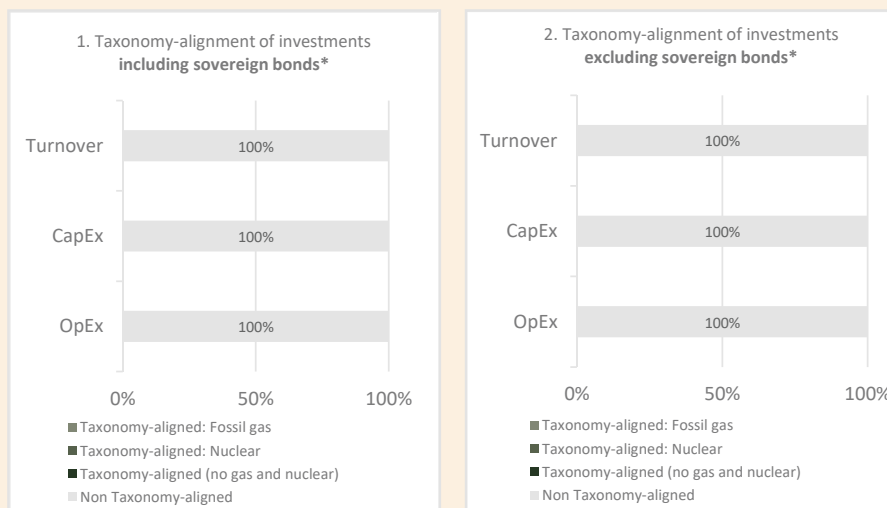 1. Taxonomy-alignment of investments
including sovereign bonds*
Turnover
100%
CapEx
100%
OpEx
100%
0%
50%
100%
Taxonomy-aligned: Fossil gas
Taxonomy-aligned: Nuclear
Taxonomy-aligned (no gas and nuclear)
Non Taxonomy-aligned
2. Taxonomy-alignment of investments
excluding sovereign bonds*
Turnover
100%
CapEx
100%
OpEx
100%
0%
50%
100%
Taxonomy-aligned: Fossil gas
Taxonomy-aligned: Nuclear
Taxonomy-aligned (no gas and nuclear)
Non Taxonomy-aligned